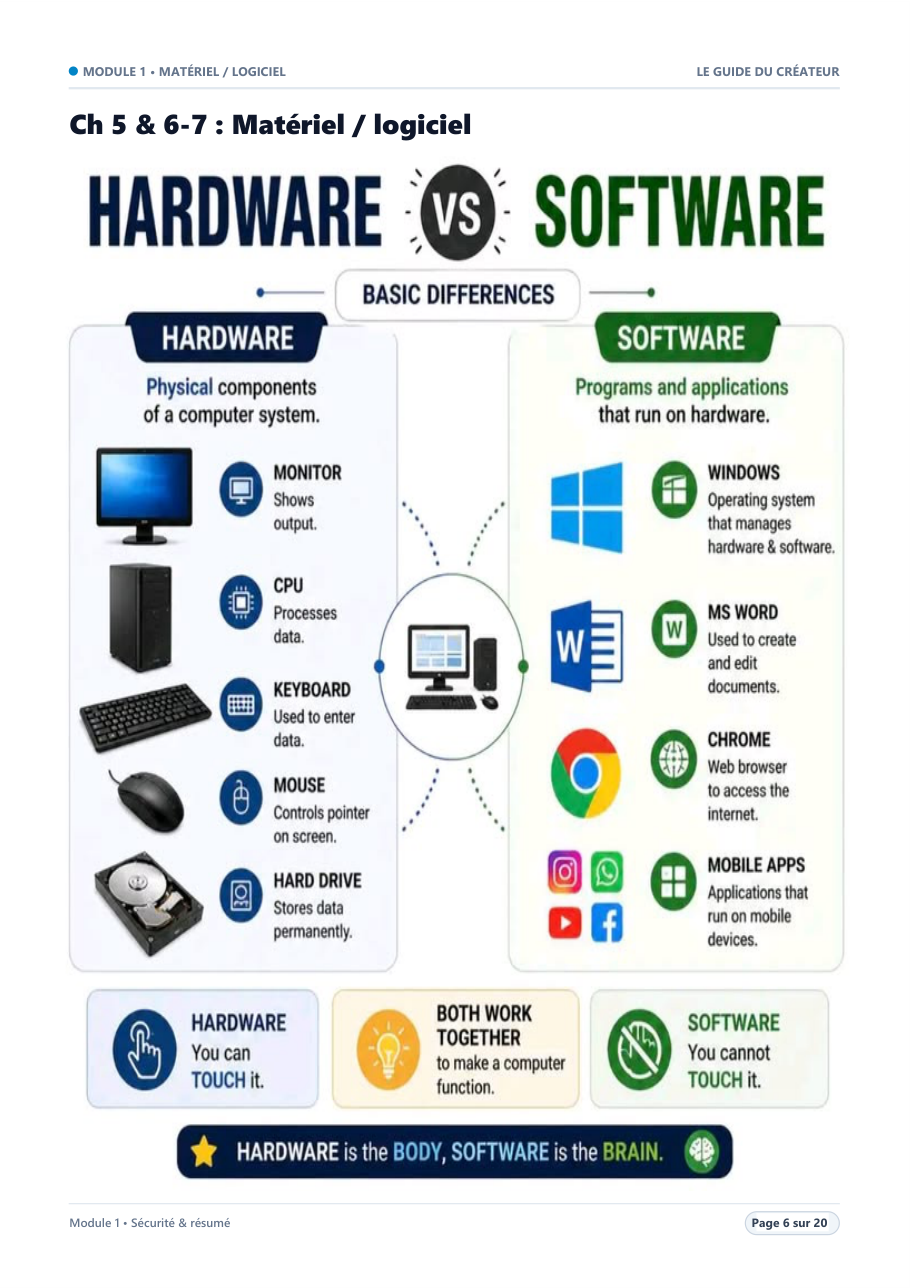 MODULE 1 • MATÉRIEL / LOGICIEL
LE GUIDE DU CRÉATEUR
Ch 5 & 6-7 : Matériel / logiciel
HARDWARE VS SOFTWARE
BASIC DIFFERENCES
HARDWARE
Physical components
of a computer system.
MONITOR
Shows
output.
CPU
Processes
data.
KEYBOARD
Used to enter
data.
MOUSE
Controls pointer
on screen.
HARD DRIVE
Stores data
permanently.
SOFTWARE
Programs and applications
that run on hardware.
WINDOWS
Operating system
that manages
hardware & software.
W
W
MS WORD
Used to create
and edit
documents.
CHROME
Web browser
to access the
internet.
MOBILE APPS
Applications that
run on mobile
devices.
HARDWARE
You can
TOUCH it.
BOTH WORK
TOGETHER
to make a computer
function.
SOFTWARE
You cannot
TOUCH it.
HARDWARE is the BODY, SOFTWARE is the BRAIN.
Module 1 • Sécurité & résumé
Page 6 sur 20